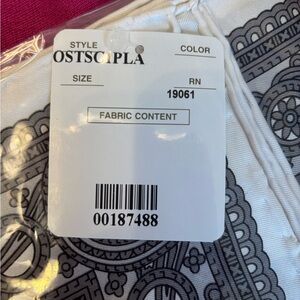 STYLE
OSTSCIPLA
COLOR
SIZE
RN
19061
FABRIC CONTENT
00187488